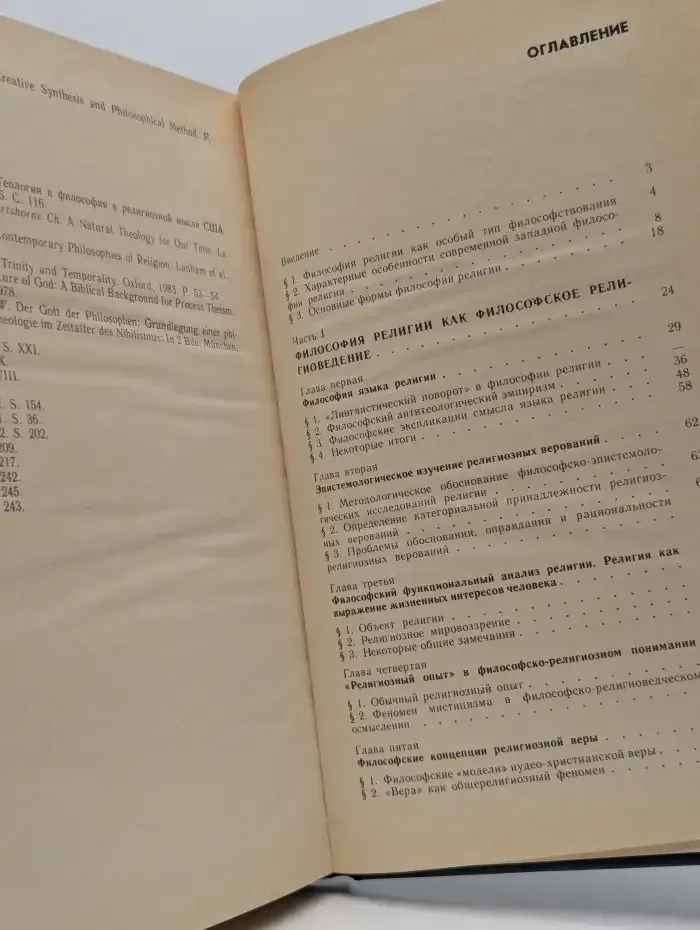 reative Synthesis and Philosophical Method. P.
Теология и философия в религиозной мысли США
С. 116.
artshorne Ch. A Natural Theology for Our Time. La
Contemporary Philosophies of Religion. Lanham et al.,
Trinity and Temporality. Oxford, 1983. P. 53—54.
ure of God: A Biblical Background for Process Theism.
978.
W. Der Gott der Philosophen: Grundlegung einer phi-
heologie im Zeitalter des Nihilismus: In 2 Bde. München,
S. XXI.
X.
VIII.
S. 154.
S. 36.
2. S. 202.
209.
217.
242.
245.
243.
ОГЛАВЛЕНИЕ
Введение . . . . . . . . . . . . . . . 3
§ 1. Философия религии как особый тип философствования 4
§ 2. Характерные особенности современной западной филосо-
фии религии . . . . . . . . . . . . . . 8
§ 3. Основные формы философии религии . . . . . . . 18
Часть I
ФИЛОСОФИЯ РЕЛИГИИ КАК ФИЛОСОФСКОЕ РЕЛИ-
ГИОВЕДЕНИЕ . . . . . . . . . . . . . . 24
Глава первая
Философия языка религии . . . . . . . . . . 29
§ 1. «Лингвистический поворот» в философии религии . . . —
§ 2. Философский антитеологический эмпиризм . . . . . 36
§ 3. Философские экспликации смысла языка религии . . . 48
§ 4. Некоторые итоги . . . . . . . . . . . . 58
Глава вторая
Эпистемологическое изучение религиозных верований . . . . 62
§ 1. Методологическое обоснование философско-эпистемоло-
гических исследований религии . . . . . . . . .
§ 2. Определение категориальной принадлежности религиоз-
ных верований . . . . . . . . . . . . .
§ 3. Проблемы обоснования, оправдания и рациональности
религиозных верований . . . . . . . . . . .
Глава третья
Философский функциональный анализ религии. Религия как
выражение жизненных интересов человека . . . . . . .
§ 1. Объект религии . . . . . . . . . . . .
§ 2. Религиозное мировоззрение . . . . . . . . .
§ 3. Некоторые общие замечания . . . . . . . . .
Глава четвертая
«Религиозный опыт» в философско-религиозном понимании
§ 1. Обычный религиозный опыт . . . . . . . . .
§ 2. Феномен мистицизма в философско-религиоведческом
осмыслении . . . . . . . . . . . . . .
Глава пятая
Философские концепции религиозной веры . . . . . .
§ 1. Философские «модели» иудео-христианской веры . . .
§ 2. «Вера» как общерелигиозный феномен . . . . . .